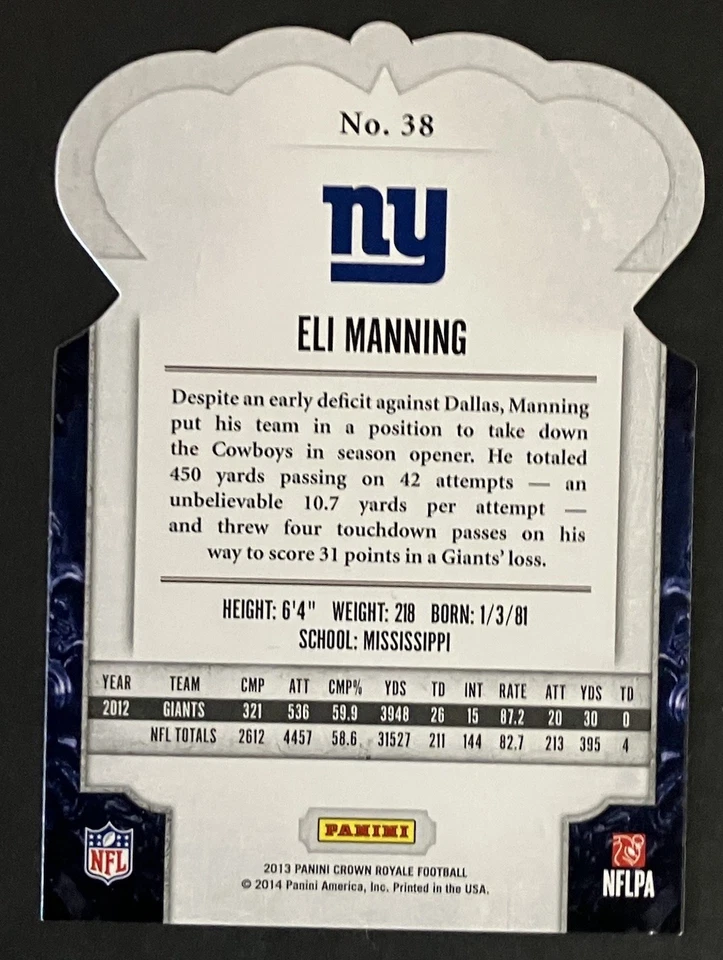 No. 38
ny
ELI MANNING
Despite an early deficit against Dallas, Manning
put his team in a position to take down
the Cowboys in season opener. He totaled
450 yards passing on 42 attempts — an
unbelievable 10.7 yards per attempt —
and threw four touchdown passes on his
way to score 31 points in a Giants' loss.
HEIGHT: 6'4" WEIGHT: 218 BORN: 1/3/81
SCHOOL: MISSISSIPPI
YEAR TEAM CMP ATT CMP% YDS TD INT RATE ATT YDS TD
2012 GIANTS 321 536 59.9 3948 26 15 87.2 20 30 0
NFL TOTALS 2612 4457 58.6 31527 211 144 82.7 213 395 4
PANINI
NFL
NFLPA
2013 PANINI CROWN ROYALE FOOTBALL
© 2014 Panini America, Inc. Printed in the USA.